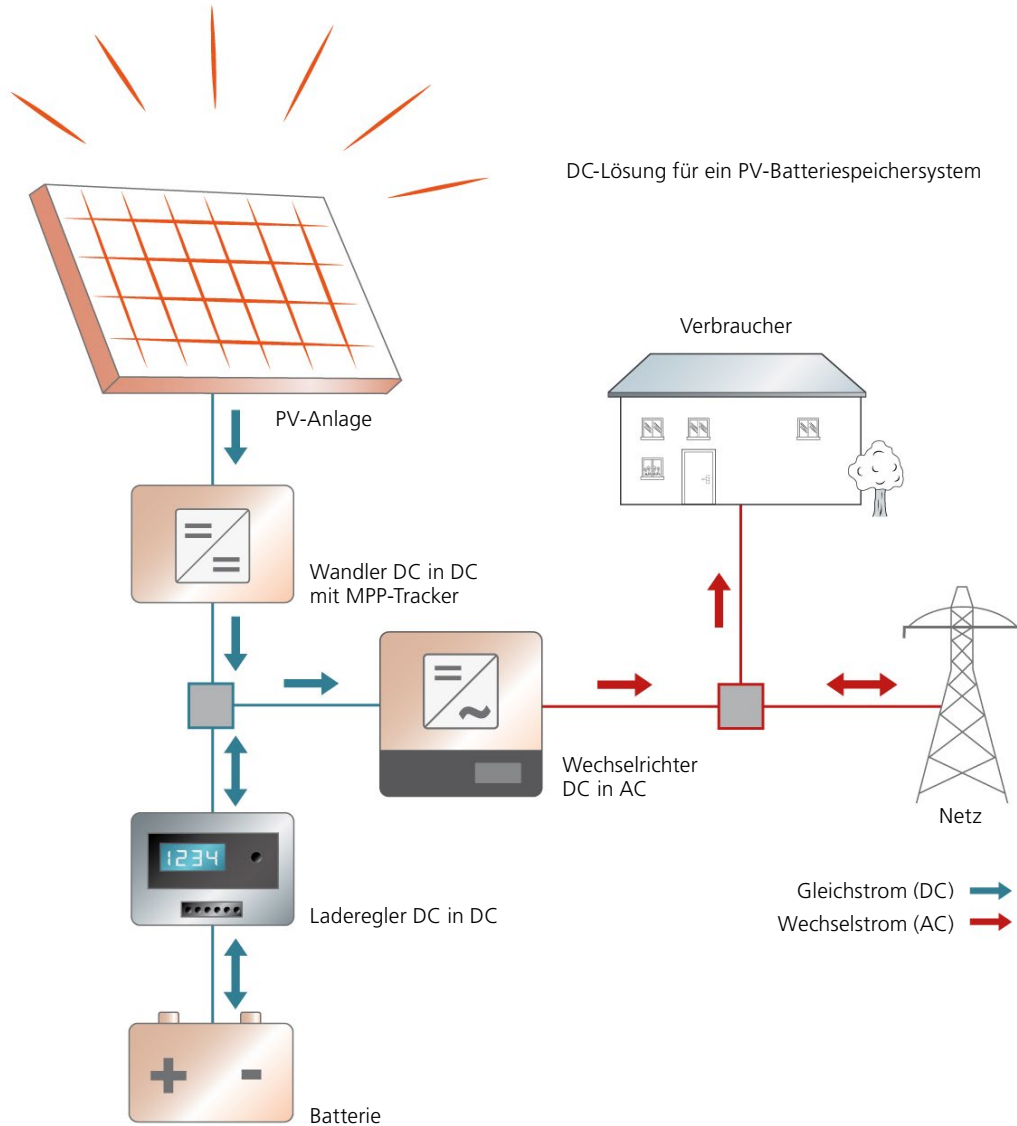 DC-Lösung für ein PV-Batteriespeichersystem
Verbraucher
PV-Anlage
Wandler DC in DC
mit MPP-Tracker
Wechselrichter
DC in AC
Netz
1234
Laderegler DC in DC
Gleichstrom (DC)
Wechselstrom (AC)
+ -
Batterie